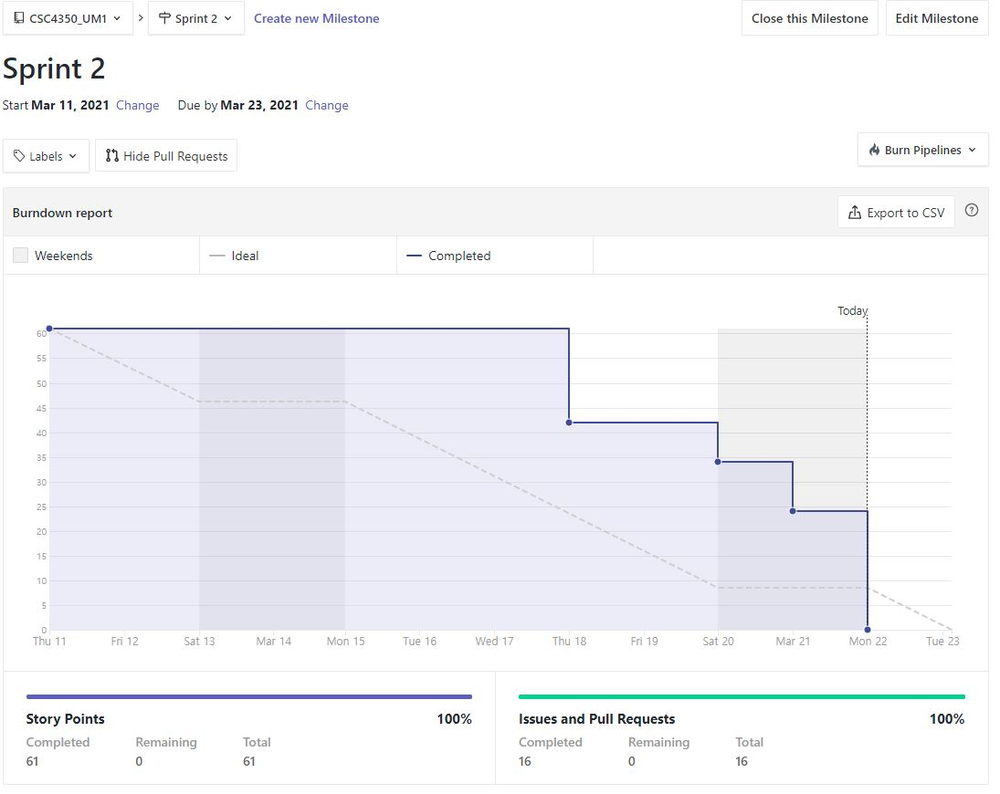 CSC4350_UM1 > Sprint 2 Create new Milestone Close this Milestone Edit Milestone
Sprint 2
Start Mar 11, 2021 Change Due by Mar 23, 2021 Change
Labels Hide Pull Requests Burn Pipelines
Burndown report Export to CSV ?
Weekends Ideal Completed
Today
60
55
50
45
40
35
30
25
20
15
10
5
0
Thu 11 Fri 12 Sat 13 Mar 14 Mon 15 Tue 16 Wed 17 Thu 18 Fri 19 Sat 20 Mar 21 Mon 22 Tue 23
Story Points 100%
Completed Remaining Total
61 0 61
Issues and Pull Requests 100%
Completed Remaining Total
16 0 16